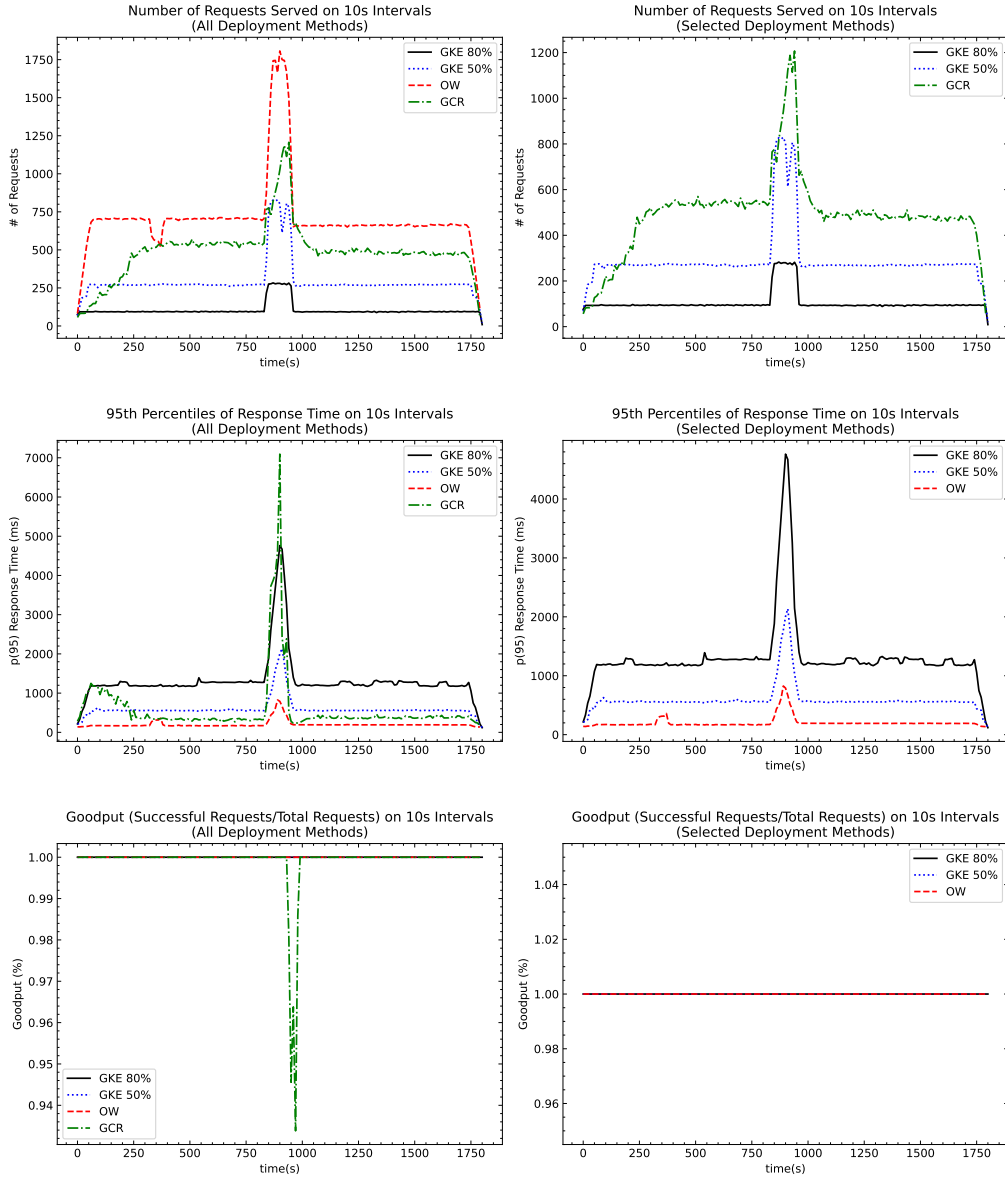 Number of Requests Served on 10s Intervals
(All Deployment Methods)
# of Requests
1750
1500
1250
1000
750
500
250
0
GKE 80%
GKE 50%
OW
GCR
0
250
500
750
1000
1250
1500
1750
time(s)
Number of Requests Served on 10s Intervals
(Selected Deployment Methods)
# of Requests
1200
1000
800
600
400
200
0
GKE 80%
GKE 50%
GCR
0
250
500
750
1000
1250
1500
1750
time(s)
95th Percentiles of Response Time on 10s Intervals
(All Deployment Methods)
p(95) Response Time (ms)
7000
6000
5000
4000
3000
2000
1000
0
GKE 80%
GKE 50%
OW
GCR
0
250
500
750
1000
1250
1500
1750
time(s)
95th Percentiles of Response Time on 10s Intervals
(Selected Deployment Methods)
p(95) Response Time (ms)
4000
3000
2000
1000
0
GKE 80%
GKE 50%
OW
0
250
500
750
1000
1250
1500
1750
time(s)
Goodput (Successful Requests/Total Requests) on 10s Intervals
(All Deployment Methods)
Goodput (%)
1.00
0.99
0.98
0.97
0.96
0.95
0.94
GKE 80%
GKE 50%
OW
GCR
0
250
500
750
1000
1250
1500
1750
time(s)
Goodput (Successful Requests/Total Requests) on 10s Intervals
(Selected Deployment Methods)
Goodput (%)
1.04
1.02
1.00
0.98
0.96
GKE 80%
GKE 50%
OW
0
250
500
750
1000
1250
1500
1750
time(s)